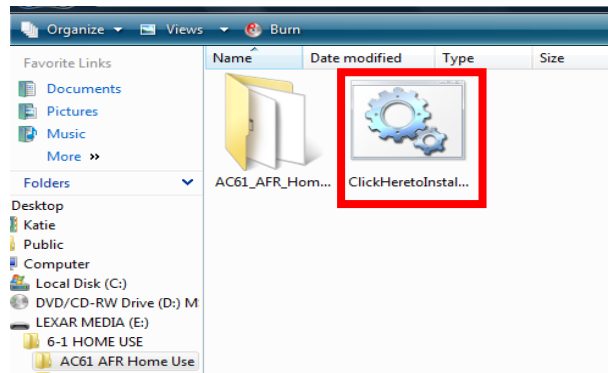 Organize Views Burn
Favorite Links
Documents
Pictures
Music
More »
Folders
Desktop
Katie
Public
Computer
Local Disk (C:)
DVD/CD-RW Drive (D:) M
LEXAR MEDIA (E:)
6-1 HOME USE
AC61 AFR Home Use
Name Date modified Type Size
AC61_AFR_Hom... ClickHeretoInstal...